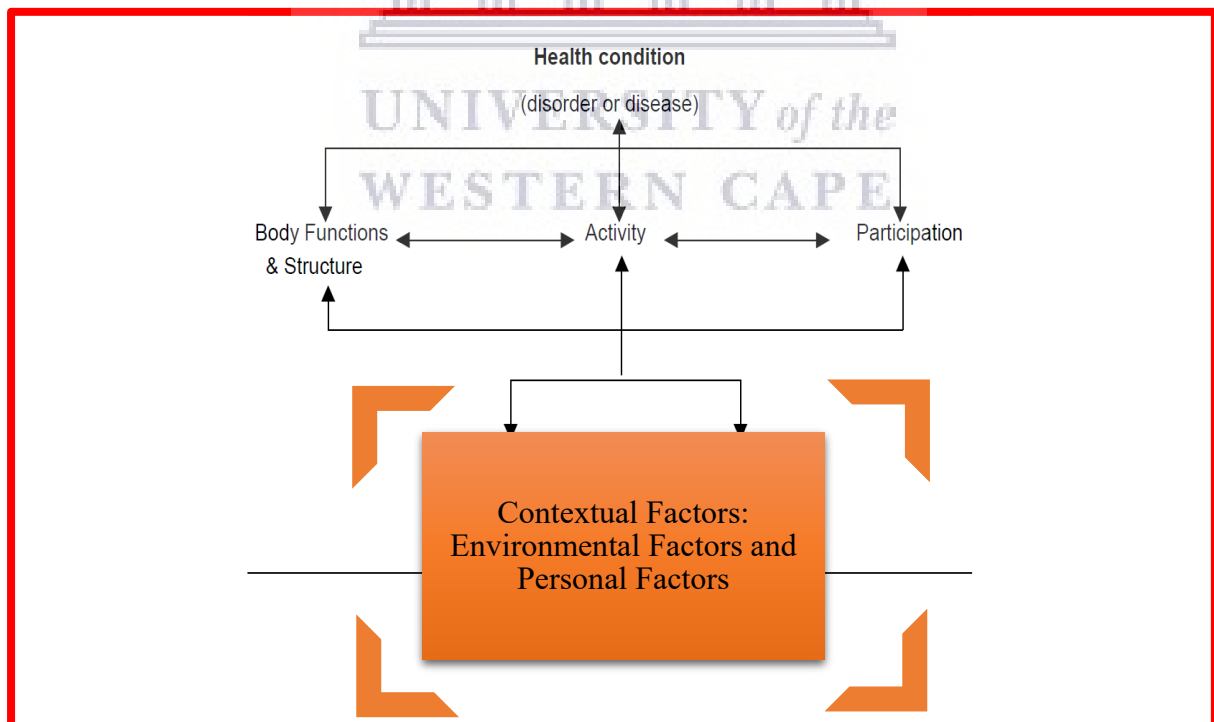 Health condition
(disorder or disease)
UNIVERSITY of the
WESTERN CAPE
Body Functions
& Structure
Activity
Participation
Contextual Factors:
Environmental Factors and
Personal Factors